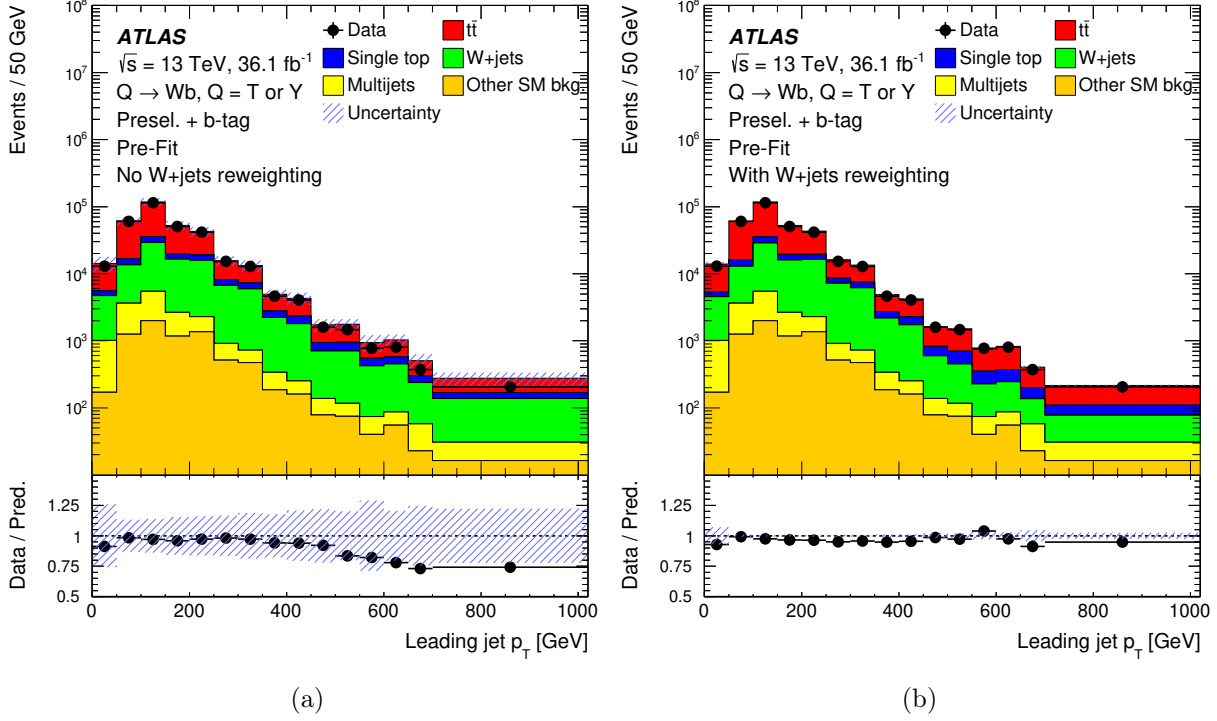 Events / 50 GeV
10⁸
10⁷
10⁶
10⁵
10⁴
10³
10²
ATLAS
√s = 13 TeV, 36.1 fb⁻¹
Q → Wb, Q = T or Y
Presel. + b-tag
Pre-Fit
No W+jets reweighting
Data
tt̄
Single top
W+jets
Multijets
Other SM bkg.
Uncertainty
Data / Pred.
1.25
1
0.75
0.5
0 200 400 600 800 1000
Leading jet p_T [GeV]
(a)
Events / 50 GeV
10⁸
10⁷
10⁶
10⁵
10⁴
10³
10²
ATLAS
√s = 13 TeV, 36.1 fb⁻¹
Q → Wb, Q = T or Y
Presel. + b-tag
Pre-Fit
With W+jets reweighting
Data
tt̄
Single top
W+jets
Multijets
Other SM bkg.
Uncertainty
Data / Pred.
1.25
1
0.75
0.5
0 200 400 600 800 1000
Leading jet p_T [GeV]
(b)